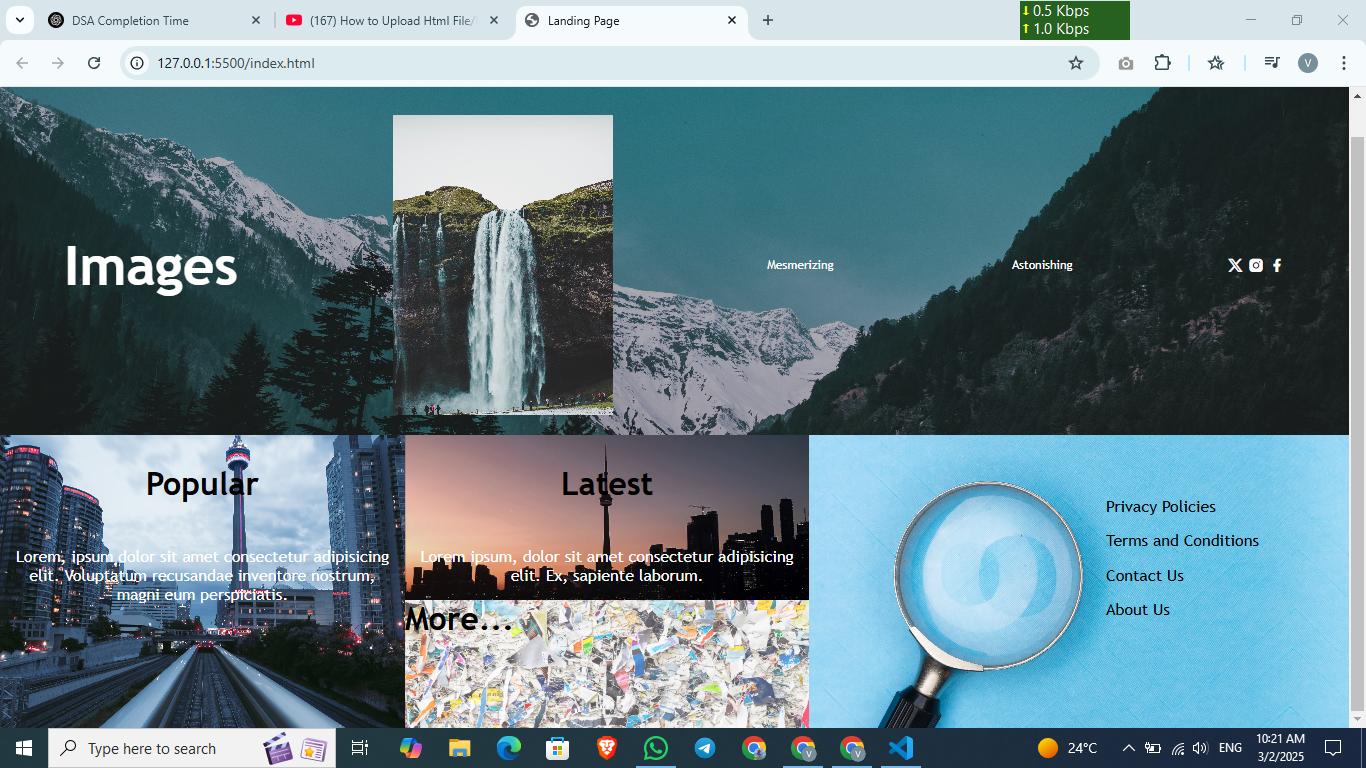 DSA Completion Time
(167) How to Upload Html File/
Landing Page
0.5 Kbps
1.0 Kbps
127.0.0.1:5500/index.html
V
Images
Mesmerizing
Astonishing
Popular
Lorem, ipsum dolor sit amet consectetur adipisicing
elit. Voluptatum recusandae inventore nostrum,
magni eum perspiciatis.
Latest
Lorem ipsum, dolor sit amet consectetur adipisicing
elit. Ex, sapiente laborum.
More...
Privacy Policies
Terms and Conditions
Contact Us
About Us
Type here to search
24°C
ENG
10:21 AM
3/2/2025